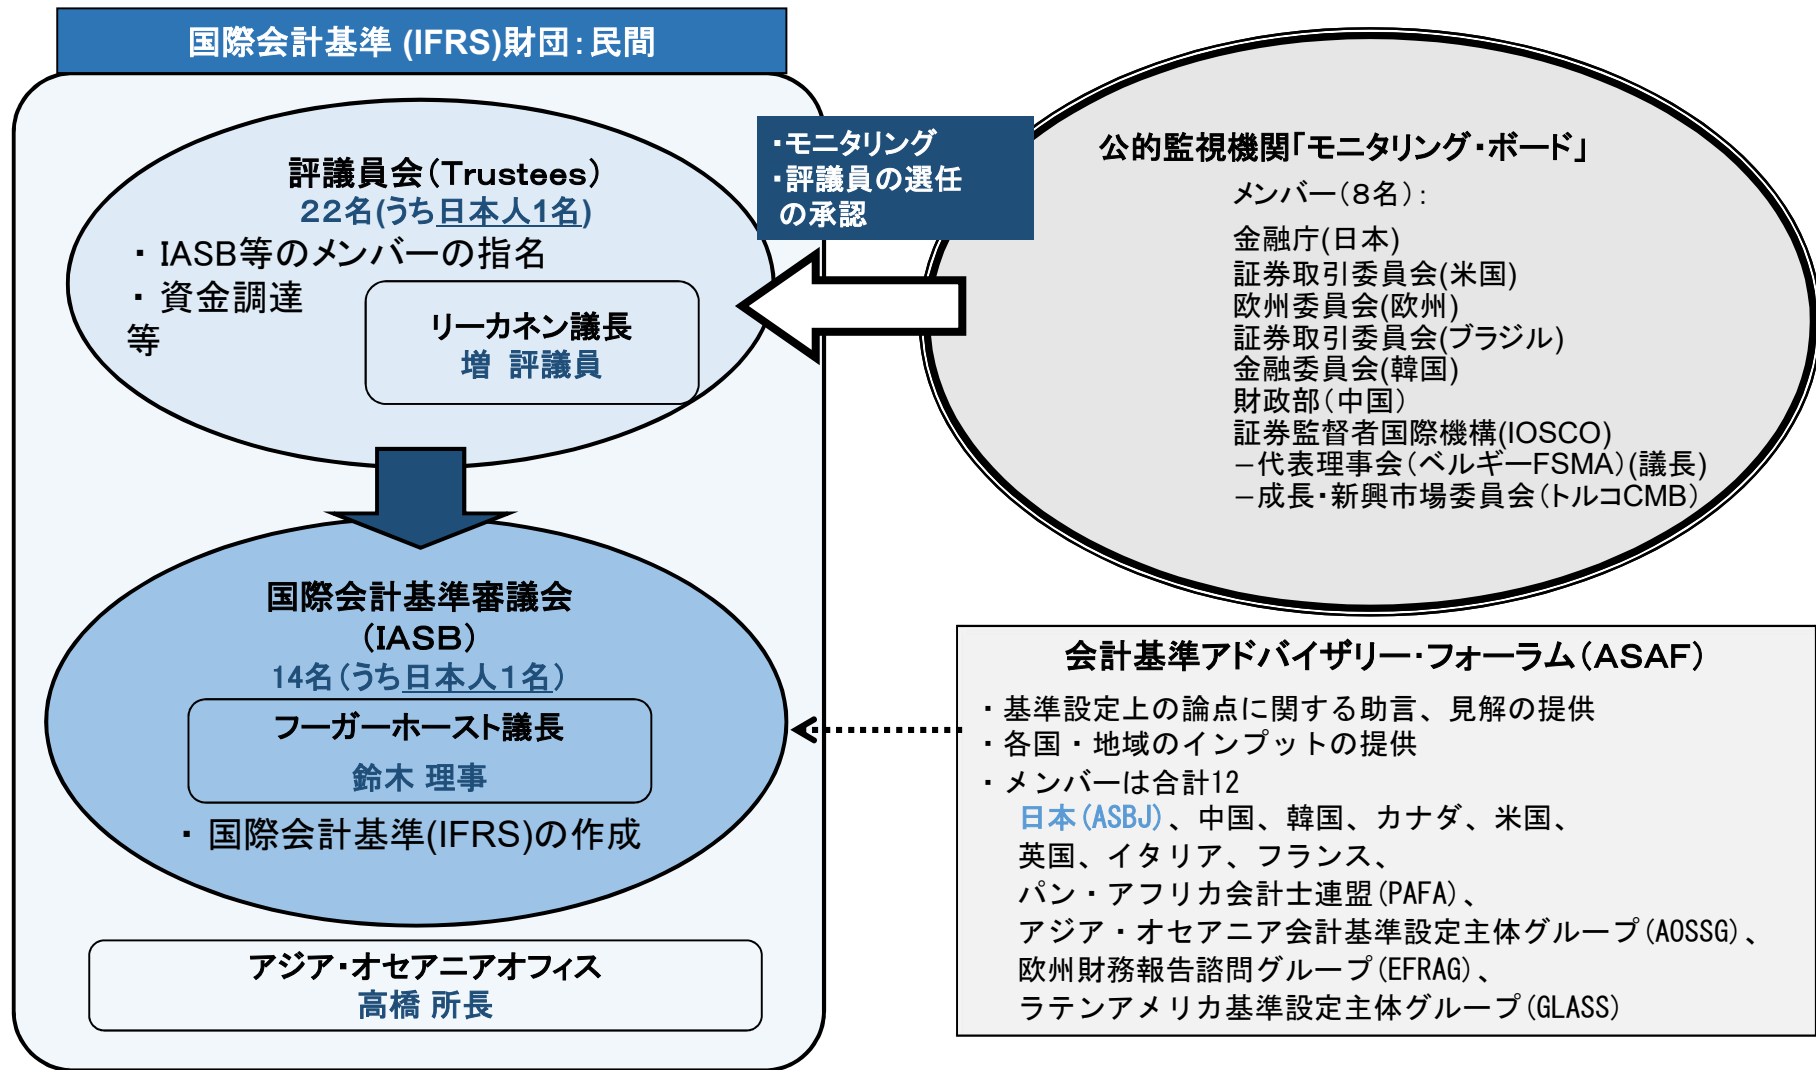 国際会計基準 (IFRS)財団：民間
評議員会（Trustees）
２２名(うち日本人1名)
・ IASB等のメンバーの指名
・ 資金調達
等
リーカネン議長
増 評議員
・モニタリング
・評議員の選任
の承認
公的監視機関「モニタリング・ボード」
メンバー（８名）：
金融庁(日本)
証券取引委員会(米国)
欧州委員会(欧州)
証券取引委員会(ブラジル)
金融委員会(韓国)
財政部（中国）
証券監督者国際機構(IOSCO)
－代表理事会（ベルギーFSMA）(議長)
－成長・新興市場委員会（トルコCMB）
国際会計基準審議会
（IASB）
14名（うち日本人１名）
フーガーホースト議長
鈴木 理事
・ 国際会計基準(IFRS)の作成
アジア・オセアニアオフィス
高橋 所長
会計基準アドバイザリー・フォーラム（ASAF）
・基準設定上の論点に関する助言、見解の提供
・各国・地域のインプットの提供
・メンバーは合計12
日本(ASBJ)、中国、韓国、カナダ、米国、
英国、イタリア、フランス、
パン・アフリカ会計士連盟(PAFA)、
アジア・オセアニア会計基準設定主体グループ(AOSSG)、
欧州財務報告諮問グループ(EFRAG)、
ラテンアメリカ基準設定主体グループ(GLASS)